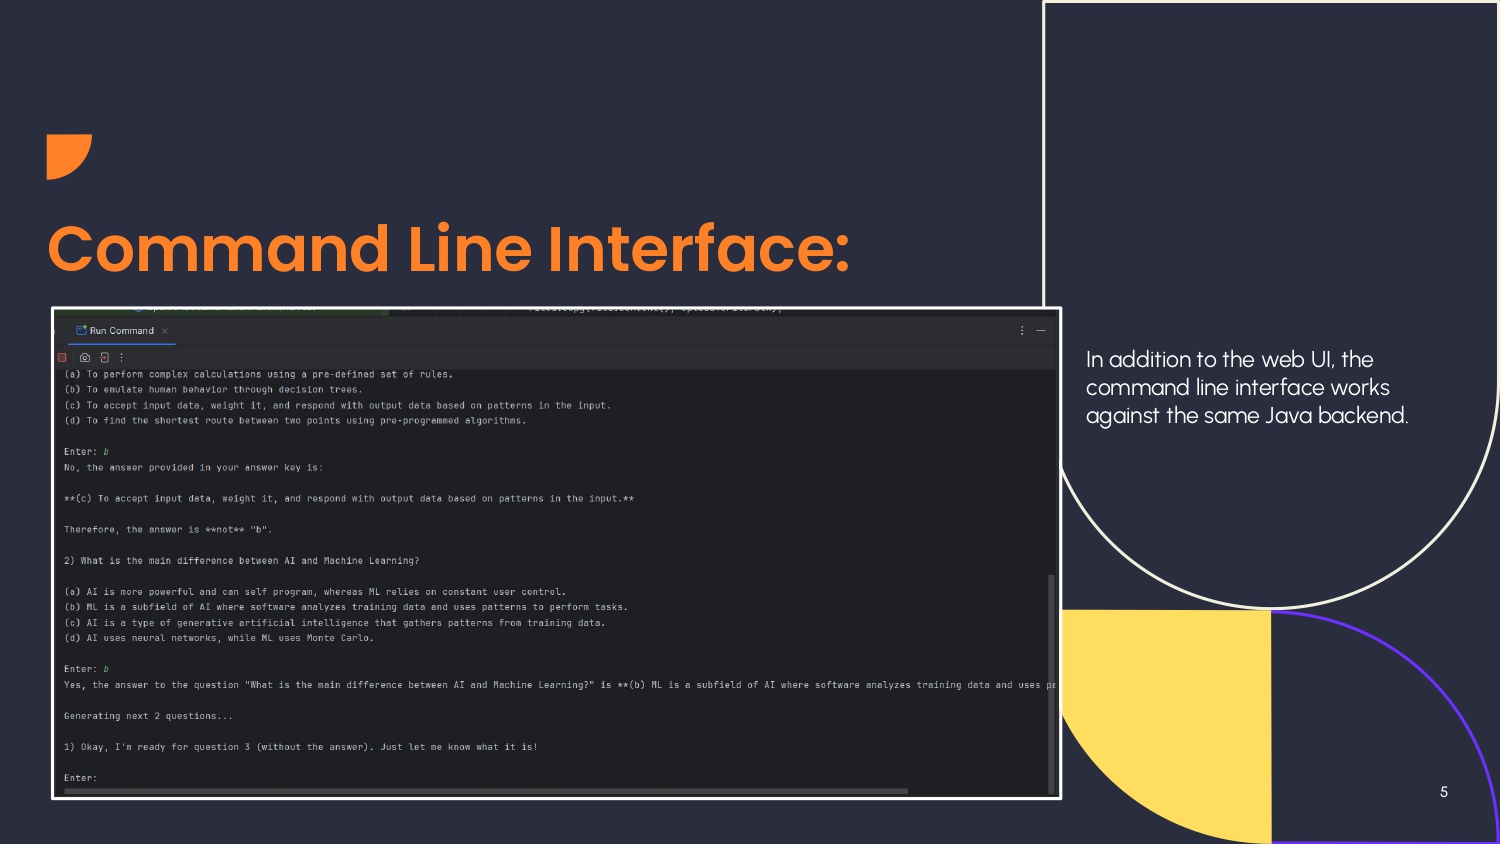 Command Line Interface:
Run Command
(a) To perform complex calculations using a pre-defined set of rules.
(b) To emulate human behavior through decision trees.
(c) To accept input data, weight it, and respond with output data based on patterns in the input.
(d) To find the shortest route between two points using pre-programmed algorithms.
Enter: b
No, the answer provided in your answer key is:
**(c) To accept input data, weight it, and respond with output data based on patterns in the input.**
Therefore, the answer is **not** "b".
2) What is the main difference between AI and Machine Learning?
(a) AI is more powerful and can self program, whereas ML relies on constant user control.
(b) ML is a subfield of AI where software analyzes training data and uses patterns to perform tasks.
(c) AI is a type of generative artificial intelligence that gathers patterns from training data.
(d) AI uses neural networks, while ML uses Monte Carlo.
Enter: b
Yes, the answer to the question "What is the main difference between AI and Machine Learning?" is **(b) ML is a subfield of AI where software analyzes training data and uses
Generating next 2 questions...
1) Okay, I'm ready for question 3 (without the answer). Just let me know what it is!
Enter:
In addition to the web UI, the
command line interface works
against the same Java backend.
5